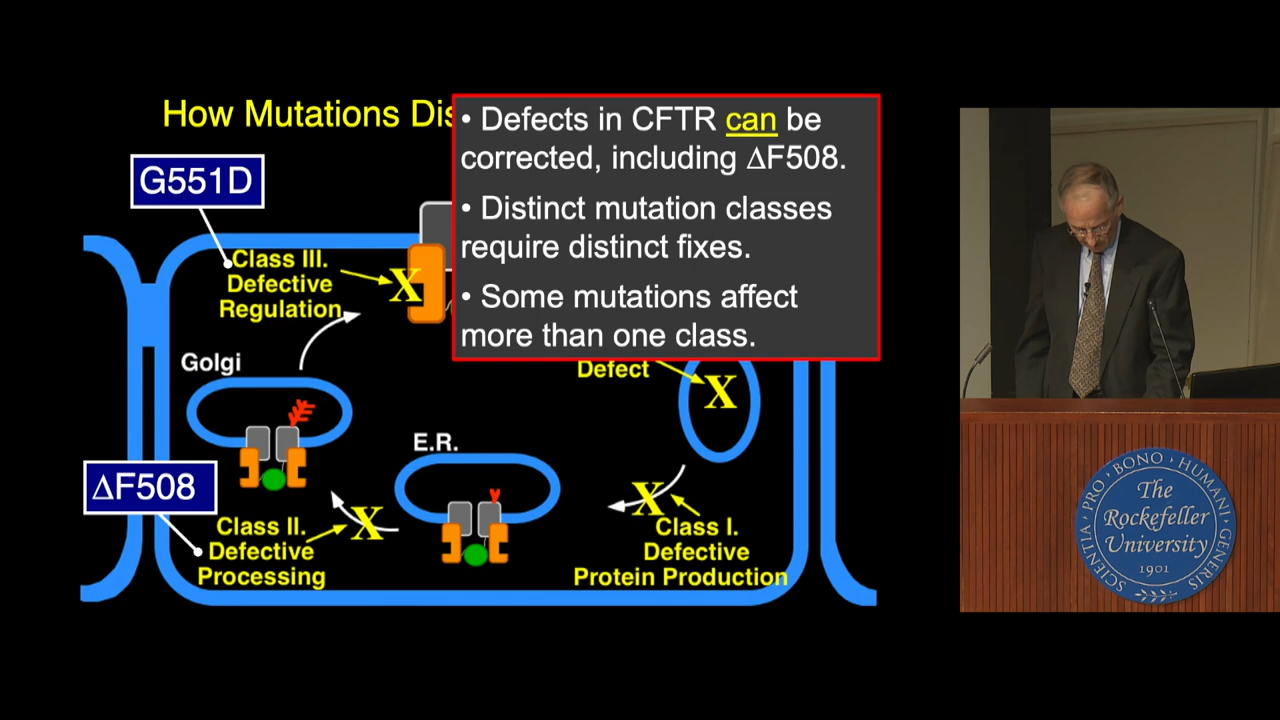 How Mutations Dis
• Defects in CFTR can be
corrected, including ΔF508.
• Distinct mutation classes
require distinct fixes.
• Some mutations affect
more than one class.
G551D
Class III.
Defective
Regulation
Golgi
Defect
X
X
E.R.
ΔF508
Class II.
Defective
Processing
X
X
Class I.
Defective
Protein Production
SCIENTIA · PRO · BONO · HUMANI · GENERIS
The
Rockefeller
University
1901